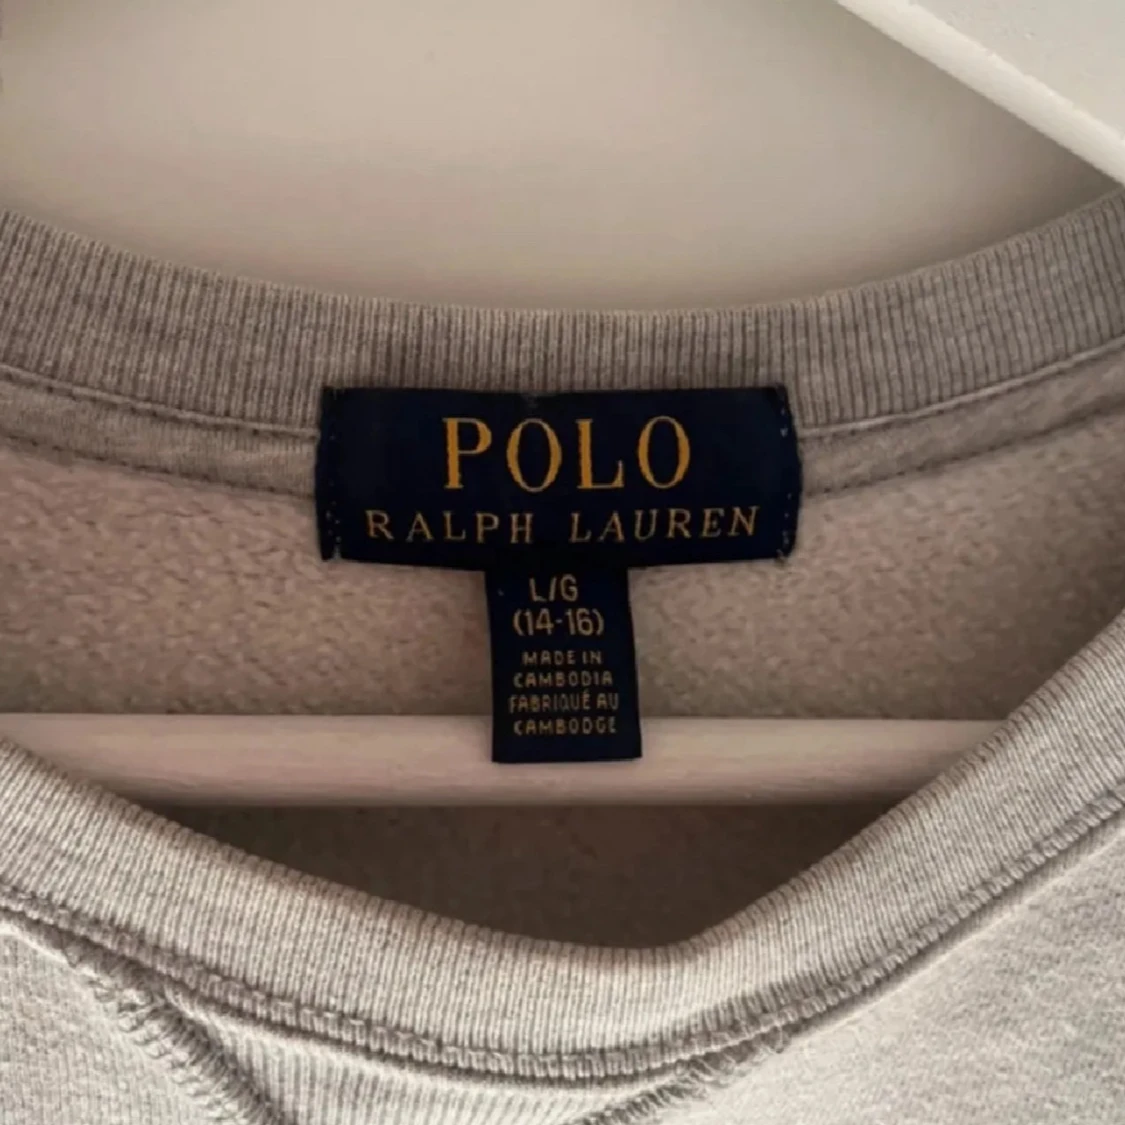 POLO
RALPH LAUREN
L/G
(14-16)
MADE IN
CAMBODIA
FABRIQUÉ AU
CAMBODGE